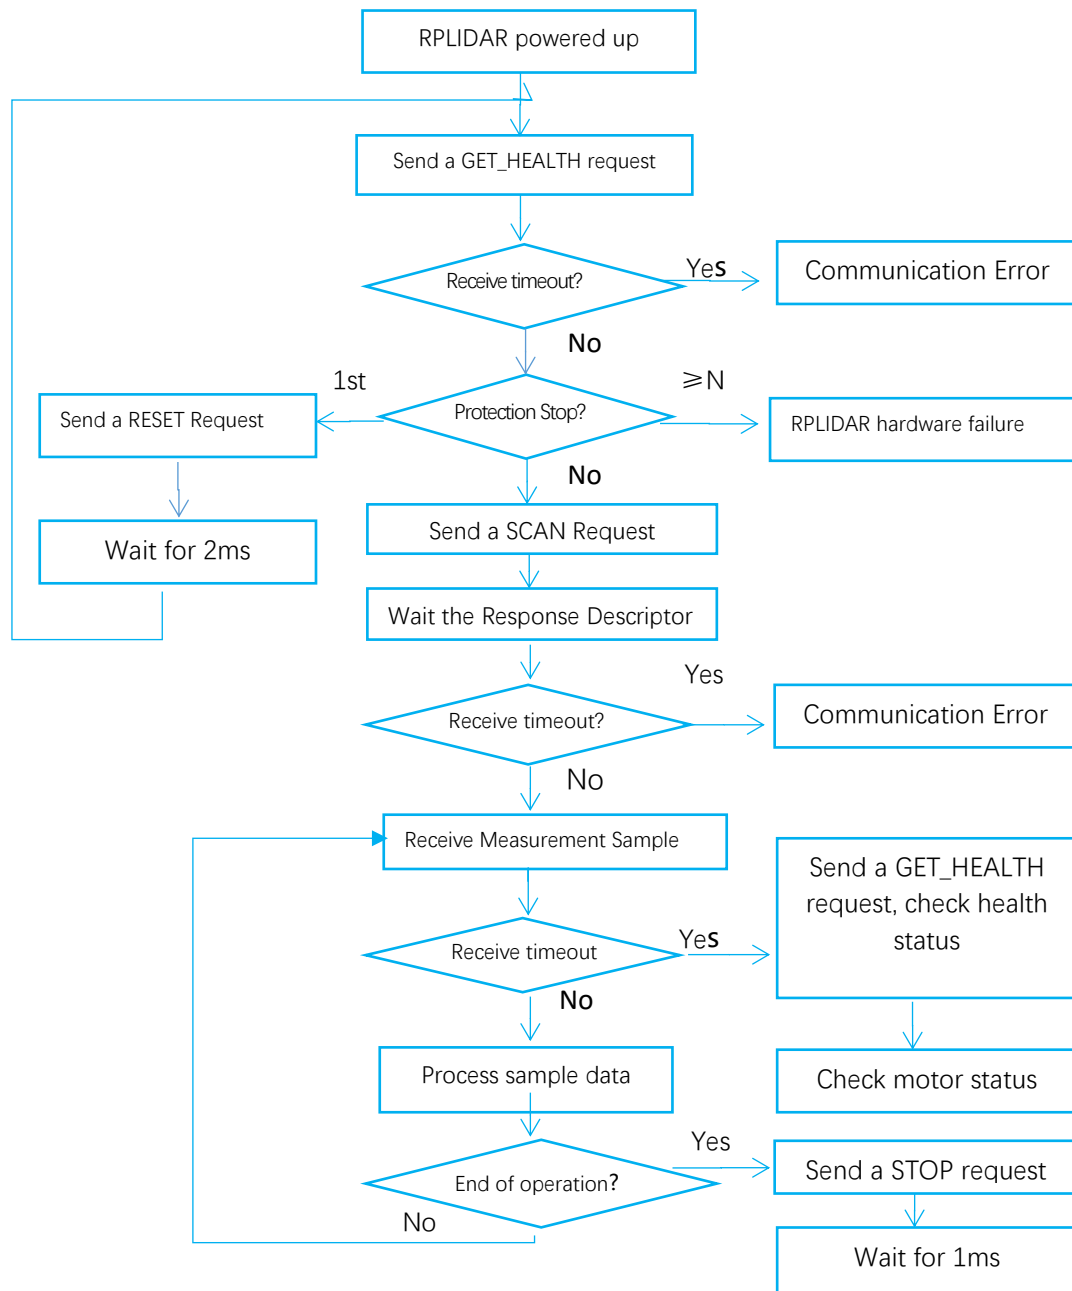 RPLIDAR powered up
Send a GET_HEALTH request
Receive timeout?
Yes
Communication Error
No
1st
≥N
Send a RESET Request
Protection Stop?
RPLIDAR hardware failure
No
Send a SCAN Request
Wait for 2ms
Wait the Response Descriptor
Yes
Receive timeout?
Communication Error
No
Receive Measurement Sample
Send a GET_HEALTH
request, check health
status
Receive timeout
Yes
No
Process sample data
Check motor status
Yes
End of operation?
Send a STOP request
No
Wait for 1ms